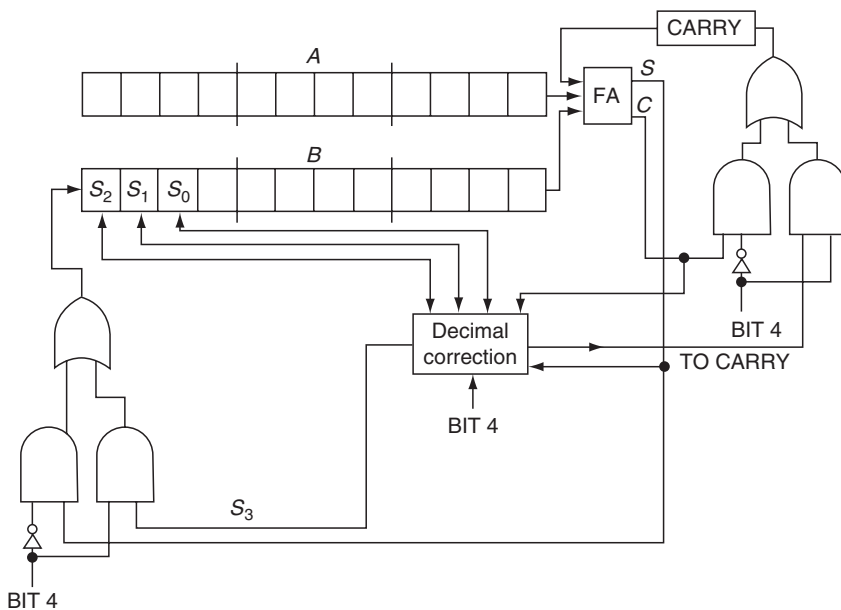 CARRY
A
S
FA
C
B
S₂ S₁ S₀
BIT 4
Decimal
correction
TO CARRY
BIT 4
S₃
BIT 4